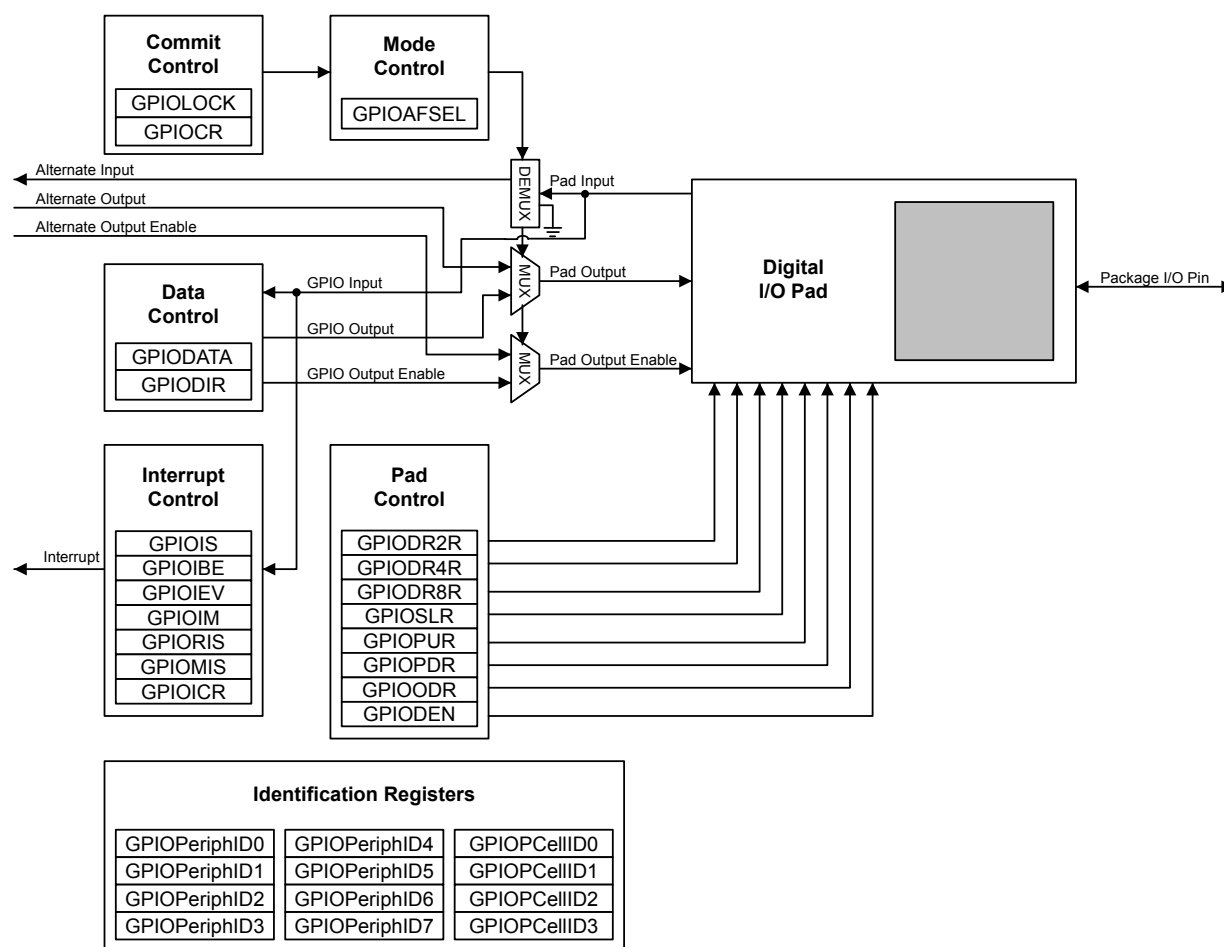 Commit
Control
GPIOLOCK
GPIOCR
Mode
Control
GPIOAFSEL
Alternate Input
Alternate Output
Alternate Output Enable
DEMUX
Pad Input
MUX
Pad Output
MUX
Pad Output Enable
Digital
I/O Pad
Package I/O Pin
Data
Control
GPIODATA
GPIODIR
GPIO Input
GPIO Output
GPIO Output Enable
Interrupt
Control
GPIOIS
GPIOIBE
GPIOIEV
GPIOIM
GPIORIS
GPIOMIS
GPIOICR
Interrupt
Pad
Control
GPIODR2R
GPIODR4R
GPIODR8R
GPIOSLR
GPIOPUR
GPIOPDR
GPIOODR
GPIODEN
Identification Registers
GPIOPeriphID0
GPIOPeriphID1
GPIOPeriphID2
GPIOPeriphID3
GPIOPeriphID4
GPIOPeriphID5
GPIOPeriphID6
GPIOPeriphID7
GPIOPCellID0
GPIOPCellID1
GPIOPCellID2
GPIOPCellID3